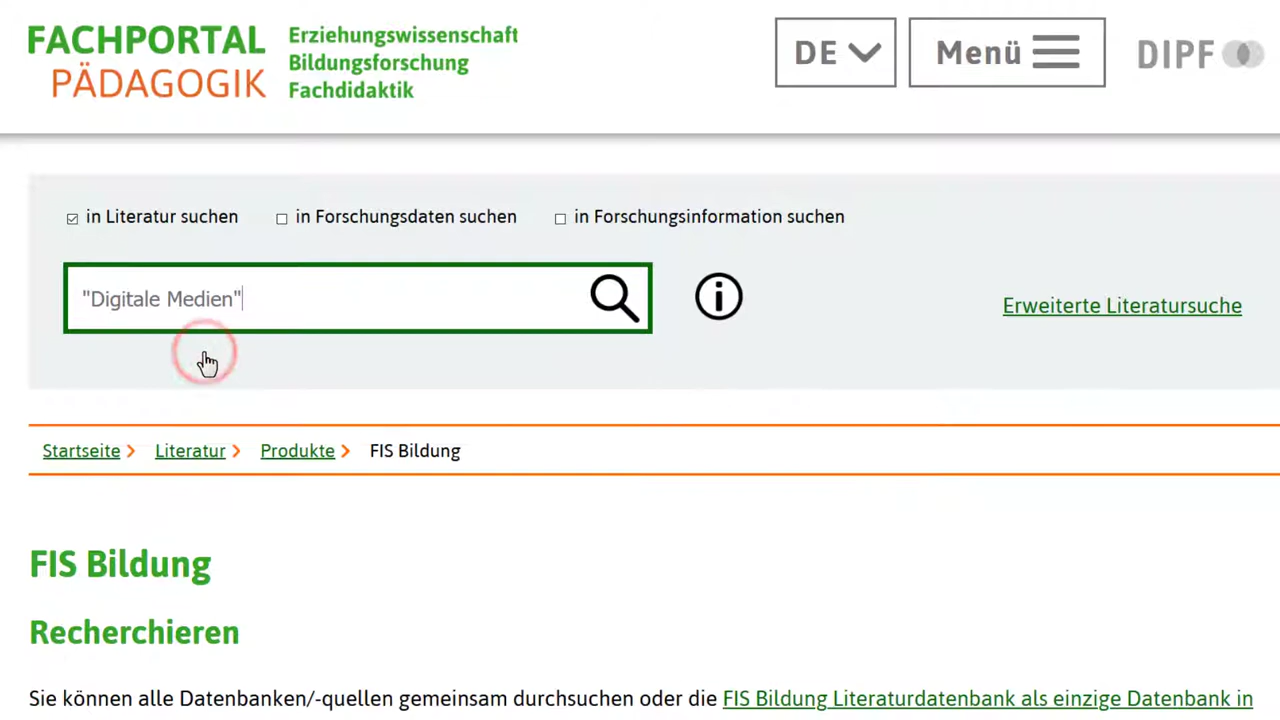 FACHPORTAL
PÄDAGOGIK
Erziehungswissenschaft
Bildungsforschung
Fachdidaktik
DE
Menü
DIPF
in Literatur suchen
in Forschungsdaten suchen
in Forschungsinformation suchen
"Digitale Medien"
Erweiterte Literatursuche
Startseite
Literatur
Produkte
FIS Bildung
FIS Bildung
Recherchieren
Sie können alle Datenbanken/-quellen gemeinsam durchsuchen oder die FIS Bildung Literaturdatenbank als einzige Datenbank in